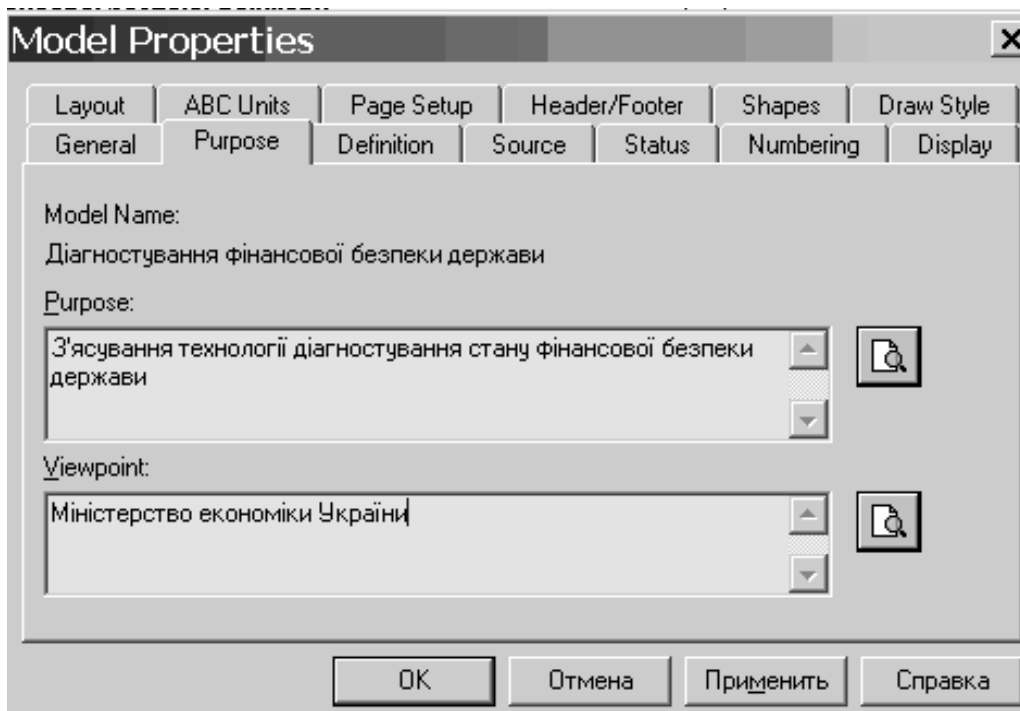 Model Properties
Layout ABC Units Page Setup Header/Footer Shapes Draw Style
General Purpose Definition Source Status Numbering Display
Model Name:
Діагностування фінансової безпеки держави
Purpose:
З'ясування технології діагностування стану фінансової безпеки
держави
Viewpoint:
Міністерство економіки України
OK Отмена Применить Справка